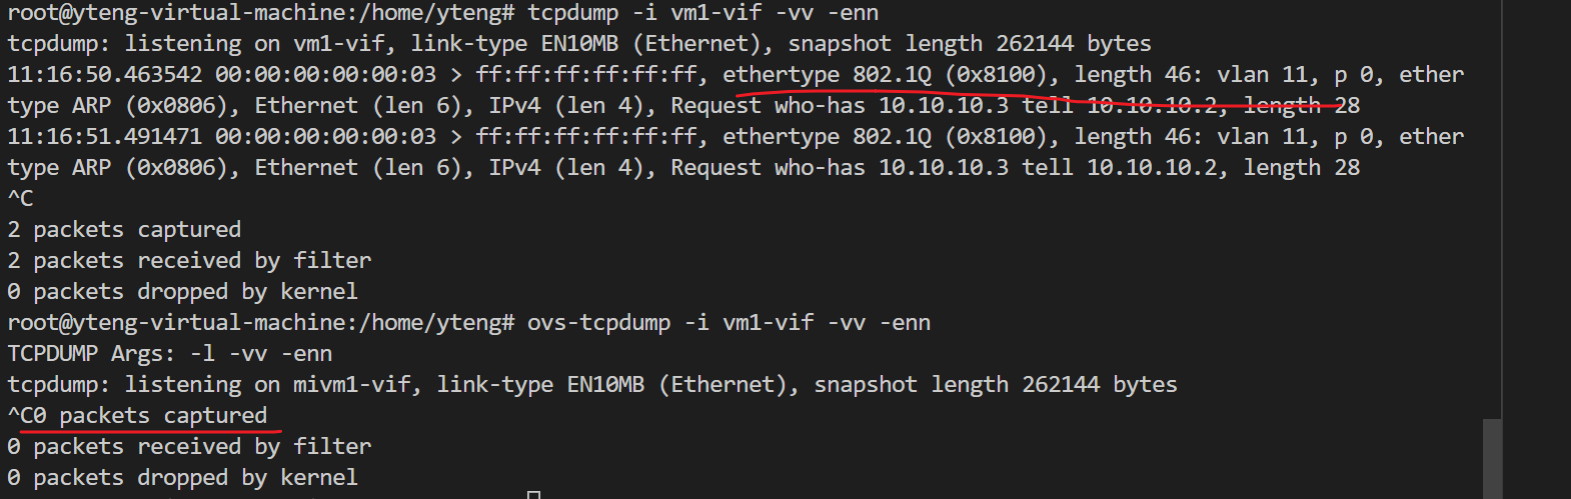 root@yteng-virtual-machine:/home/yteng# tcpdump -i vm1-vif -vv -enn
tcpdump: listening on vm1-vif, link-type EN10MB (Ethernet), snapshot length 262144 bytes
11:16:50.463542 00:00:00:00:00:03 > ff:ff:ff:ff:ff:ff, ethertype 802.1Q (0x8100), length 46: vlan 11, p 0, ether
type ARP (0x0806), Ethernet (len 6), IPv4 (len 4), Request who-has 10.10.10.3 tell 10.10.10.2, length 28
11:16:51.491471 00:00:00:00:00:03 > ff:ff:ff:ff:ff:ff, ethertype 802.1Q (0x8100), length 46: vlan 11, p 0, ether
type ARP (0x0806), Ethernet (len 6), IPv4 (len 4), Request who-has 10.10.10.3 tell 10.10.10.2, length 28
^C
2 packets captured
2 packets received by filter
0 packets dropped by kernel
root@yteng-virtual-machine:/home/yteng# ovs-tcpdump -i vm1-vif -vv -enn
TCPDUMP Args: -l -vv -enn
tcpdump: listening on mivm1-vif, link-type EN10MB (Ethernet), snapshot length 262144 bytes
^C0 packets captured
0 packets received by filter
0 packets dropped by kernel